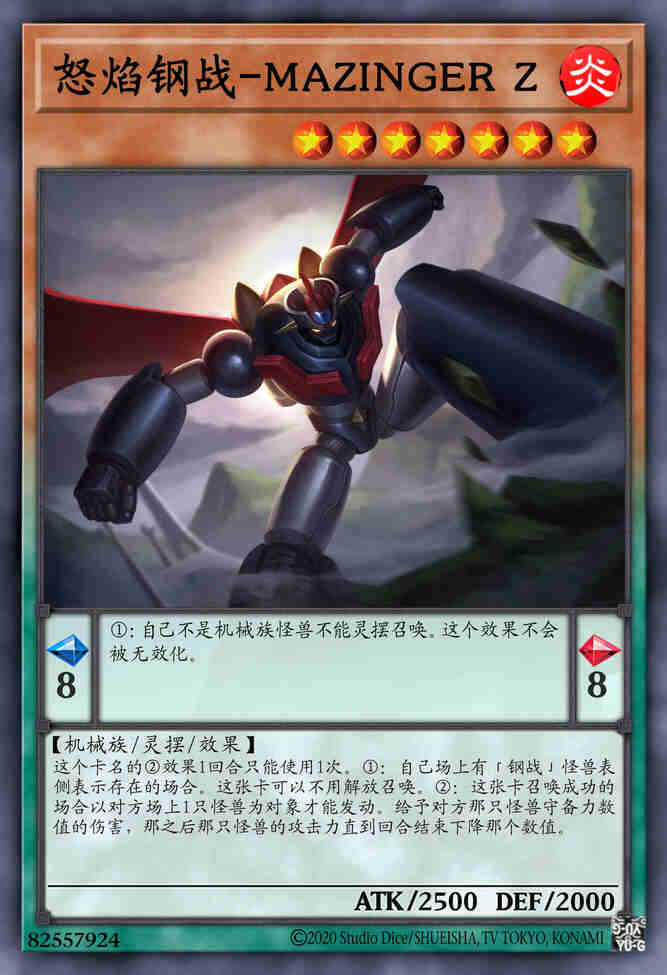 怒焰钢战-MAZINGER Z
炎
①：自己不是机械族怪兽不能灵摆召唤。这个效果不会
被无效化。
8
8
【机械族/灵摆/效果】
这个卡名的②效果1回合只能使用1次。①：自己场上有「钢战」怪兽表
侧表示存在的场合。这张卡可以不用解放召唤。②：这张卡召唤成功的
场合以对方场上1只怪兽为对象才能发动。给予对方那只怪兽守备力数
值的伤害，那之后那只怪兽的攻击力直到回合结束下降那个数值。
ATK/2500 DEF/2000
82557924
©2020 Studio Dice/SHUEISHA, TV TOKYO, KONAMI